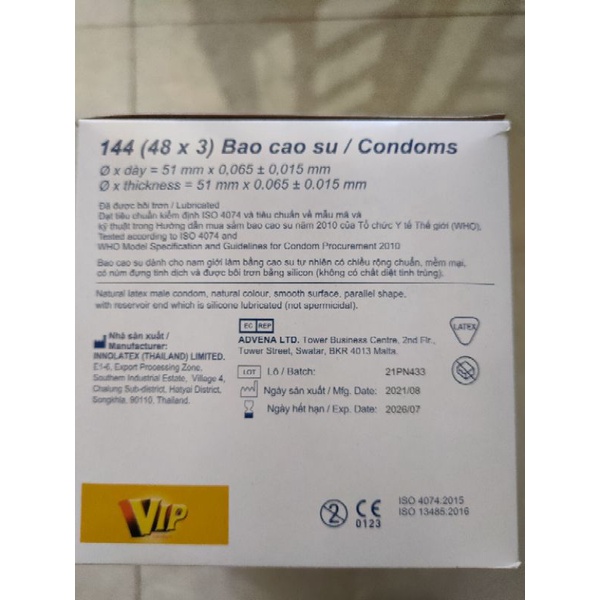 144 (48 x 3) Bao cao su / Condoms
Ø x dày = 51 mm x 0,065 ± 0,015 mm
Ø x thickness = 51 mm x 0.065 ± 0.015 mm
Đã được bôi trơn / Lubricated
Đạt tiêu chuẩn kiểm định ISO 4074 và tiêu chuẩn về mẫu mã và
kỹ thuật trong Hướng dẫn mua sắm bao cao su năm 2010 của Tổ chức Y tế Thế giới (WHO).
Tested according to ISO 4074 and
WHO Model Specification and Guidelines for Condom Procurement 2010
Bao cao su dành cho nam giới làm bằng cao su tự nhiên có chiều rộng chuẩn, mềm mại,
có núm đựng tinh dịch và được bôi trơn bằng silicon (không có chất diệt tinh trùng).
Natural latex male condom, natural colour, smooth surface, parallel shape,
with reservoir end which is silicone lubricated (not spermicidal).
Nhà sản xuất /
Manufacturer:
INNOLATEX (THAILAND) LIMITED.
E1-6, Export Processing Zone,
Southern Industrial Estate, Village 4,
Chalung Sub-district, Hatyai District,
Songkhla, 90110, Thailand.
EC REP
ADVENA LTD. Tower Business Centre, 2nd Flr.,
Tower Street, Swatar, BKR 4013 Malta.
LATEX
LOT Lô / Batch: 21PN433
Ngày sản xuất / Mfg. Date: 2021/08
Ngày hết hạn / Exp. Date: 2026/07
VIP
2
CE
0123
ISO 4074:2015
ISO 13485:2016